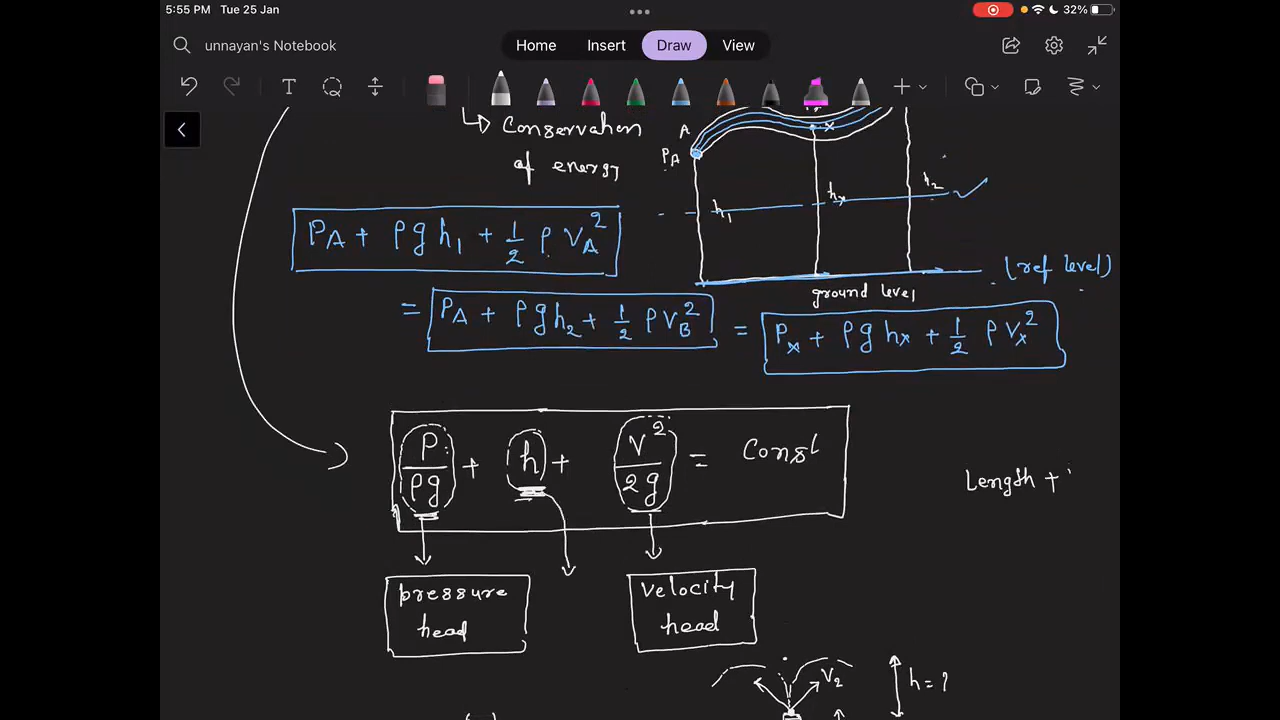 5:55 PM Tue 25 Jan
32%
unnayan's Notebook
Home Insert Draw View
Conservation
of energy
A
PA
x
h₁
hx
h₂
(ref level)
ground level
PA + ρgh₁ + 1/2 ρVA²
= PA + ρgh₂ + 1/2 ρVB² = Px + ρghx + 1/2 ρVx²
P/ρg + h + V²/2g = Const
Length +
pressure
head
velocity
head
V₂
h = ?